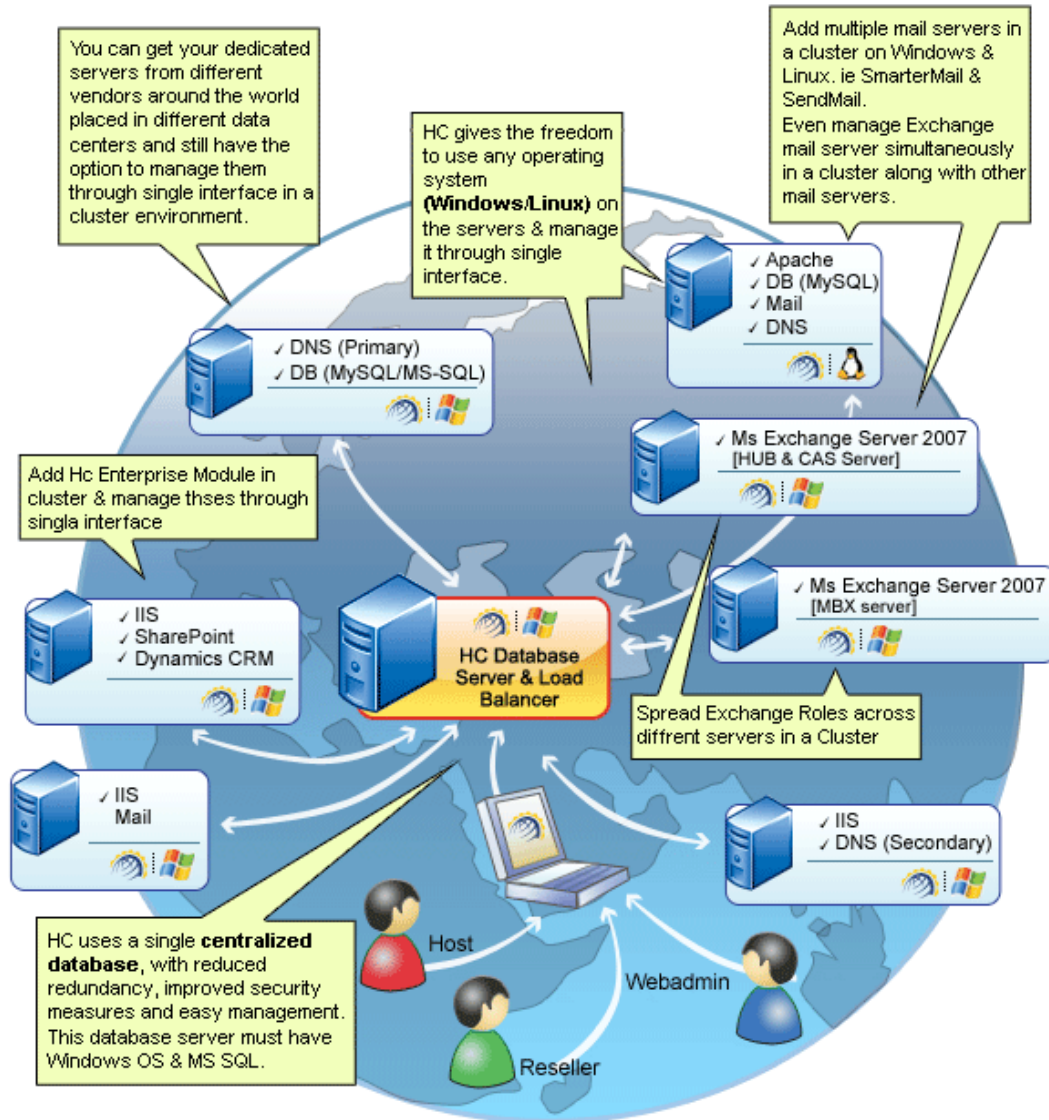 You can get your dedicated
servers from different
vendors around the world
placed in different data
centers and still have the
option to manage them
through single interface in a
cluster environment.
HC gives the freedom
to use any operating
system
(Windows/Linux) on
the servers & manage
it through single
interface.
Add multiple mail servers in
a cluster on Windows &
Linux. ie SmarterMail &
SendMail.
Even manage Exchange
mail server simultaneously
in a cluster along with other
mail servers.
✓ Apache
✓ DB (MySQL)
✓ Mail
✓ DNS
✓ DNS (Primary)
✓ DB (MySQL/MS-SQL)
✓ Ms Exchange Server 2007
[HUB & CAS Server]
Add Hc Enterprise Module in
cluster & manage thses through
singla interface
✓ Ms Exchange Server 2007
[MBX server]
✓ IIS
✓ SharePoint
✓ Dynamics CRM
HC Database
Server & Load
Balancer
Spread Exchange Roles across
diffrent servers in a Cluster
✓ IIS
Mail
✓ IIS
✓ DNS (Secondary)
HC uses a single centralized
database, with reduced
redundancy, improved security
measures and easy management.
This database server must have
Windows OS & MS SQL.
Host
Webadmin
Reseller